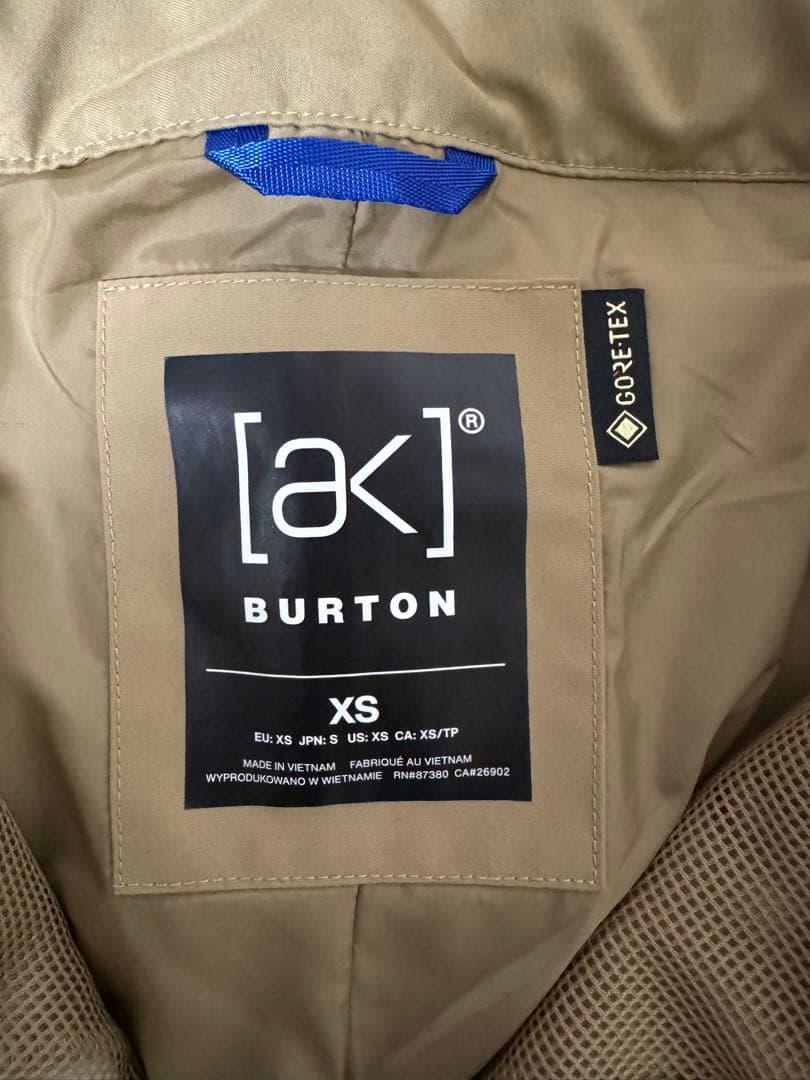 [ak]®
BURTON
XS
EU: XS JPN: S US: XS CA: XS/TP
MADE IN VIETNAM FABRIQUÉ AU VIETNAM
WYPRODUKOWANO W WIETNAMIE RN#87380 CA#26902
GORE-TEX